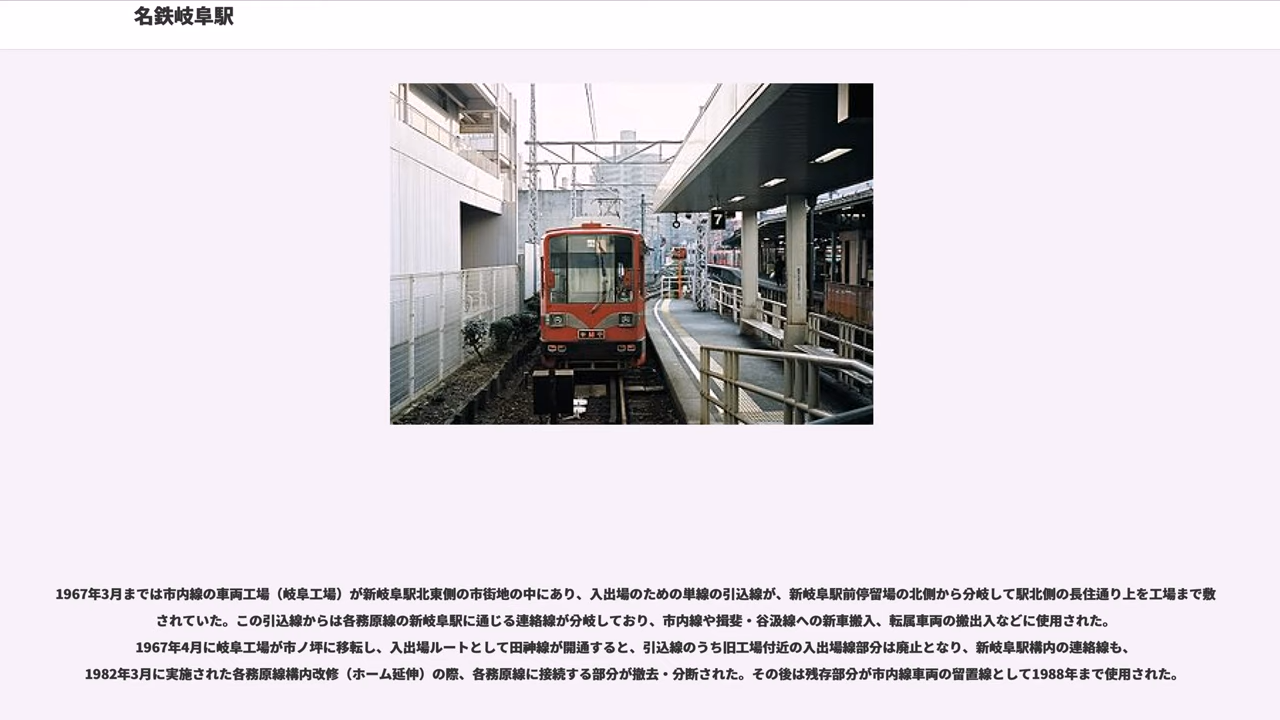 名鉄岐阜駅
7
1967年3月までは市内線の車両工場（岐阜工場）が新岐阜駅北東側の市街地の中にあり、入出場のための単線の引込線が、新岐阜駅前停留場の北側から分岐して駅北側の長住通り上を工場まで敷
されていた。この引込線からは各務原線の新岐阜駅に通じる連絡線が分岐しており、市内線や揖斐・谷汲線への新車搬入、転属車両の搬出入などに使用された。
1967年4月に岐阜工場が市ノ坪に移転し、入出場ルートとして田神線が開通すると、引込線のうち旧工場付近の入出場線部分は廃止となり、新岐阜駅構内の連絡線も、
1982年3月に実施された各務原線構内改修（ホーム延伸）の際、各務原線に接続する部分が撤去・分断された。その後は残存部分が市内線車両の留置線として1988年まで使用された。